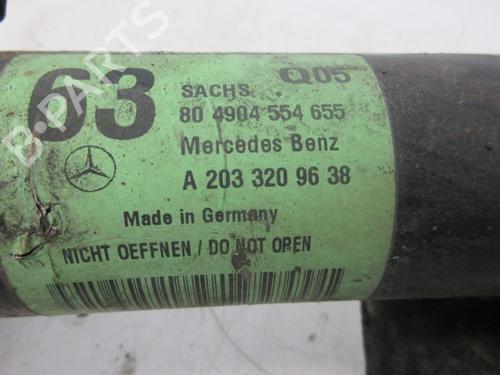 63
Q05
SACHS
80 4904 554 655
Mercedes Benz
A 203 320 96 38
Made in Germany
NICHT OEFFNEN / DO NOT OPEN
B-PARTS